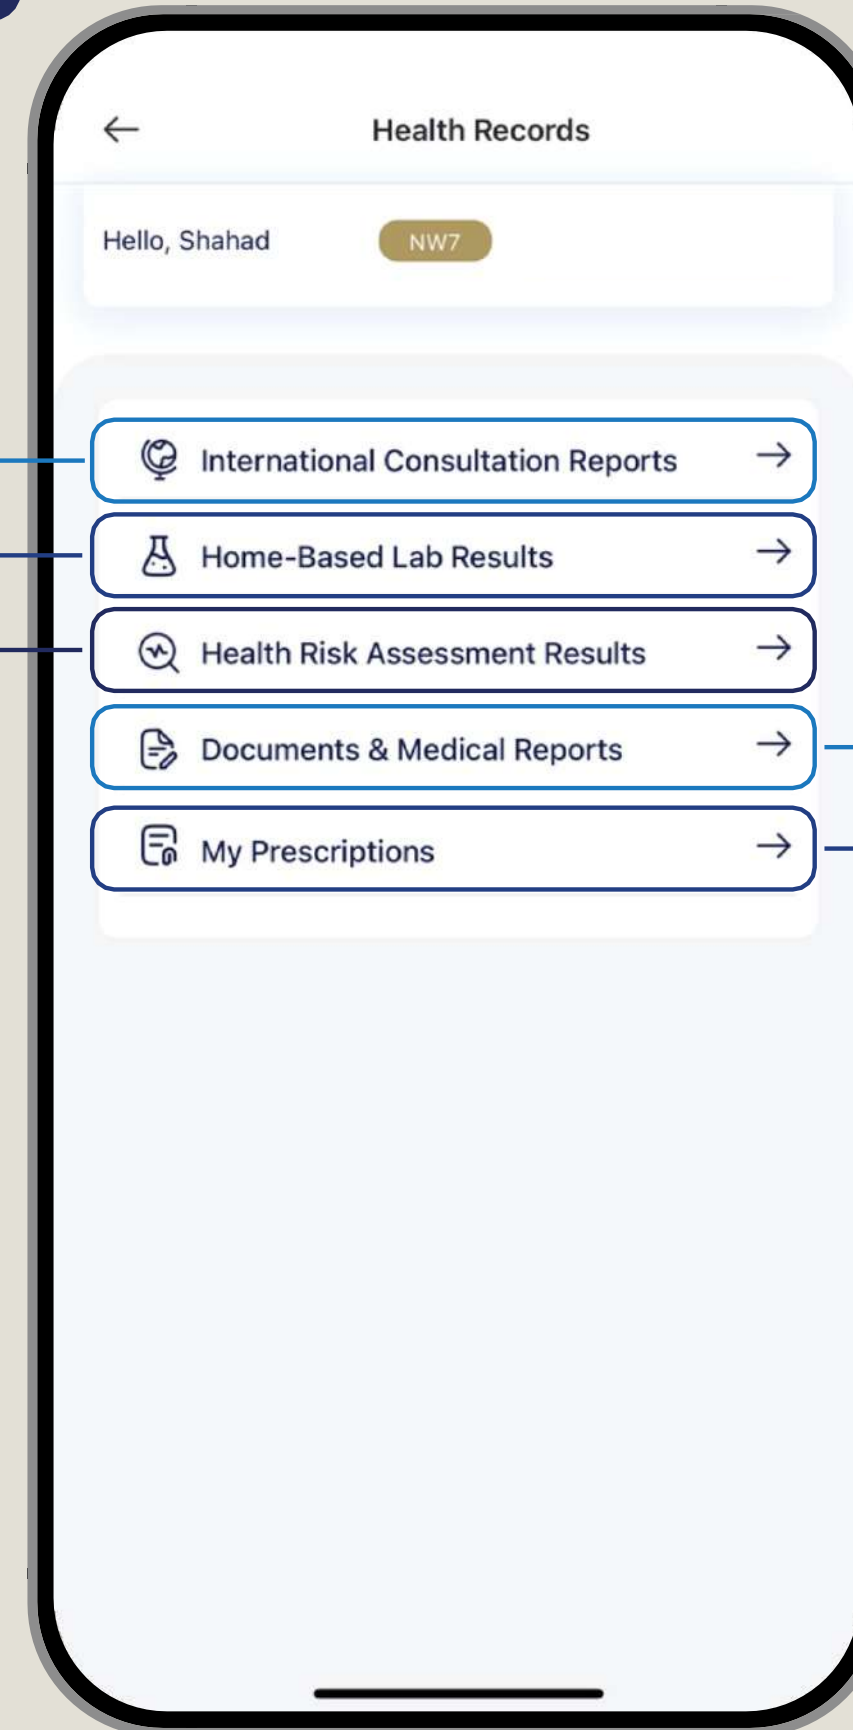 Health Records
Hello, Shahad
NW7
International Consultation Reports
Home-Based Lab Results
Health Risk Assessment Results
Documents & Medical Reports
My Prescriptions